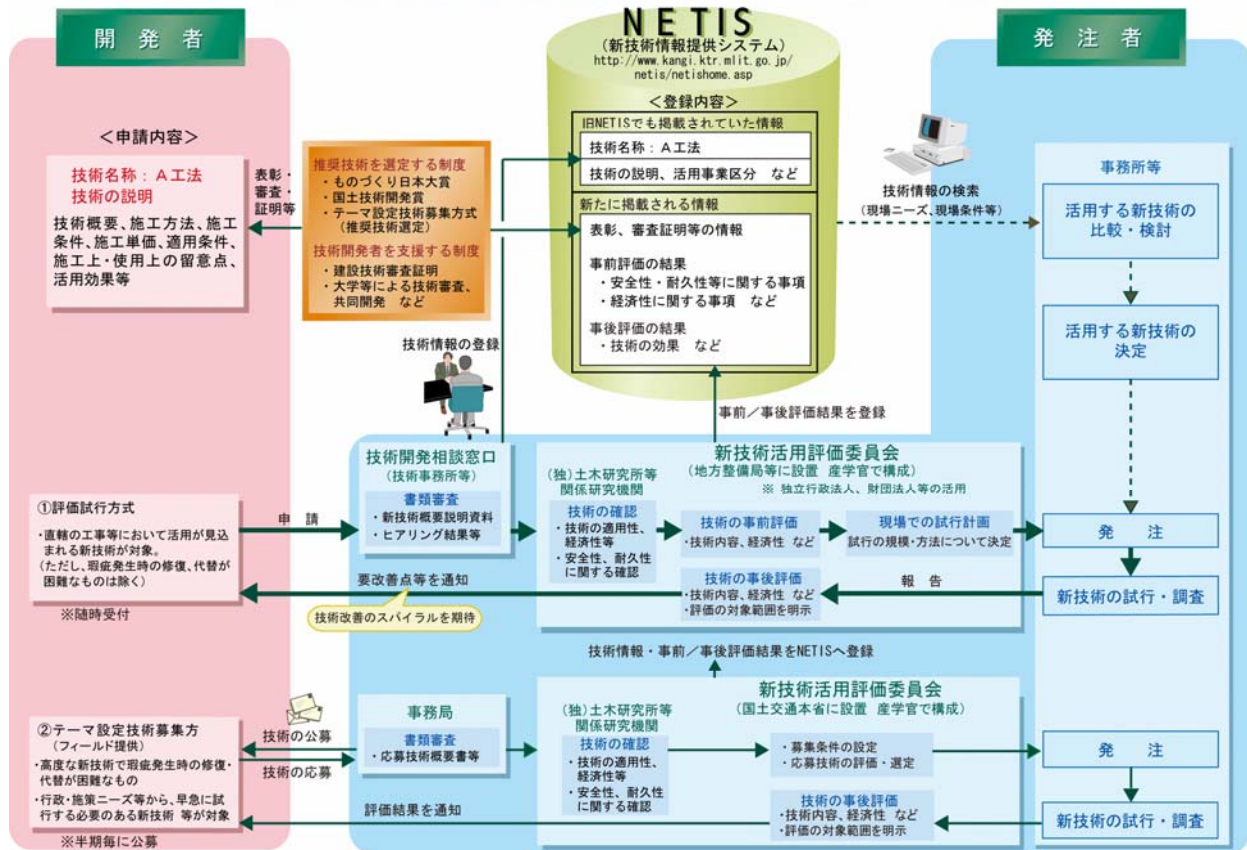 開発者
NETIS
(新技術情報提供システム)
http://www.kangi.ktr.mlit.go.jp/
netis/netishome.asp
発注者
＜申請内容＞
技術名称：A工法
技術の説明
技術概要、施工方法、施工
条件、施工単価、適用条件、
施工上・使用上の留意点、
活用効果等
表彰・
審査・
証明等
推奨技術を選定する制度
・ものづくり日本大賞
・国土技術開発賞
・テーマ設定技術募集方式
(推奨技術選定)
技術開発者を支援する制度
・建設技術審査証明
・大学等による技術審査、
共同開発 など
＜登録内容＞
旧NETISでも掲載されていた情報
技術名称：A工法
技術の説明、活用事業区分 など
新たに掲載される情報
表彰、審査証明等の情報
事前評価の結果
・安全性・耐久性等に関する事項
・経済性に関する事項 など
事後評価の結果
・技術の効果 など
技術情報の検索
(現場ニーズ、現場条件等)
事務所等
活用する新技術の
比較・検討
活用する新技術の
決定
技術情報の登録
事前／事後評価結果を登録
技術開発相談窓口
(技術事務所等)
書類審査
・新技術概要説明資料
・ヒアリング結果等
新技術活用評価委員会
(地方整備局等に設置 産学官で構成)
※ 独立行政法人、財団法人等の活用
(独)土木研究所等
関係研究機関
技術の確認
・技術の適用性、
経済性等
・安全性、耐久性
に関する確認
技術の事前評価
・技術内容、経済性 など
現場での試行計画
試行の規模・方法について決定
発 注
①評価試行方式
・直轄の工事等において活用が見込
まれる新技術が対象。
(ただし、瑕疵発生時の修復、代替が
困難なものは除く)
※随時受付
申 請
要改善点等を通知
技術改善のスパイラルを期待
技術の事後評価
・技術内容、経済性 など
・評価の対象範囲を明示
報 告
新技術の試行・調査
技術情報・事前／事後評価結果をNETISへ登録
②テーマ設定技術募集方
(フィールド提供)
・高度な新技術で瑕疵発生時の修復・
代替が困難なもの
・行政・施策ニーズ等から、早急に試
行する必要のある新技術 等が対象
※半期毎に公募
技術の公募
技術の応募
事務局
書類審査
・応募技術概要書等
新技術活用評価委員会
(国土交通本省に設置 産学官で構成)
(独)土木研究所等
関係研究機関
技術の確認
・技術の適用性、
経済性等
・安全性、耐久性
に関する確認
・募集条件の設定
・応募技術の評価・選定
発 注
評価結果を通知
技術の事後評価
・技術内容、経済性 など
・評価の対象範囲を明示
新技術の試行・調査